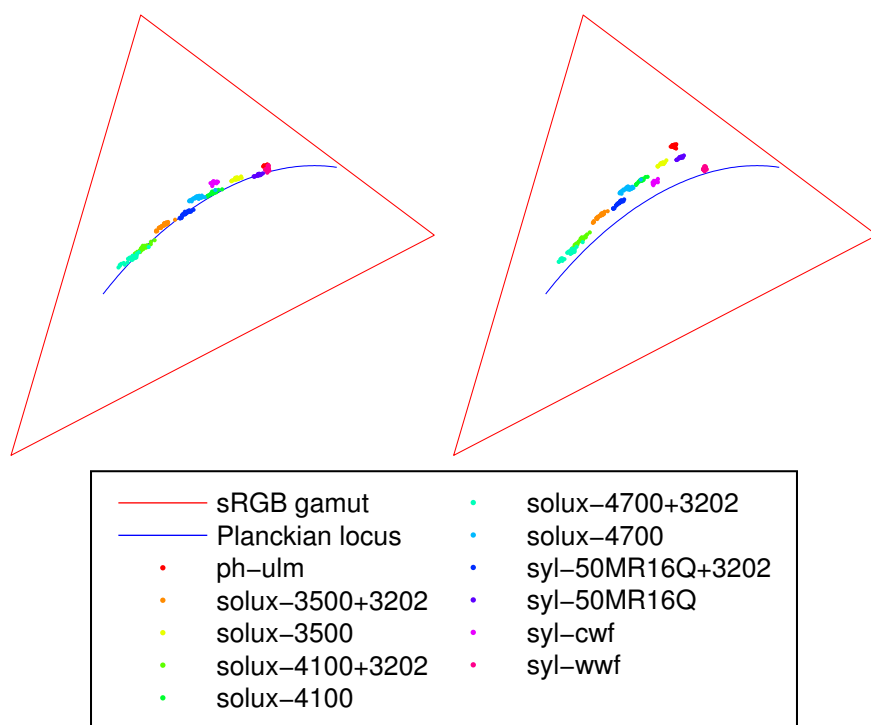 sRGB gamut
Planckian locus
ph−ulm
solux−3500+3202
solux−3500
solux−4100+3202
solux−4100
solux−4700+3202
solux−4700
syl−50MR16Q+3202
syl−50MR16Q
syl−cwf
syl−wwf